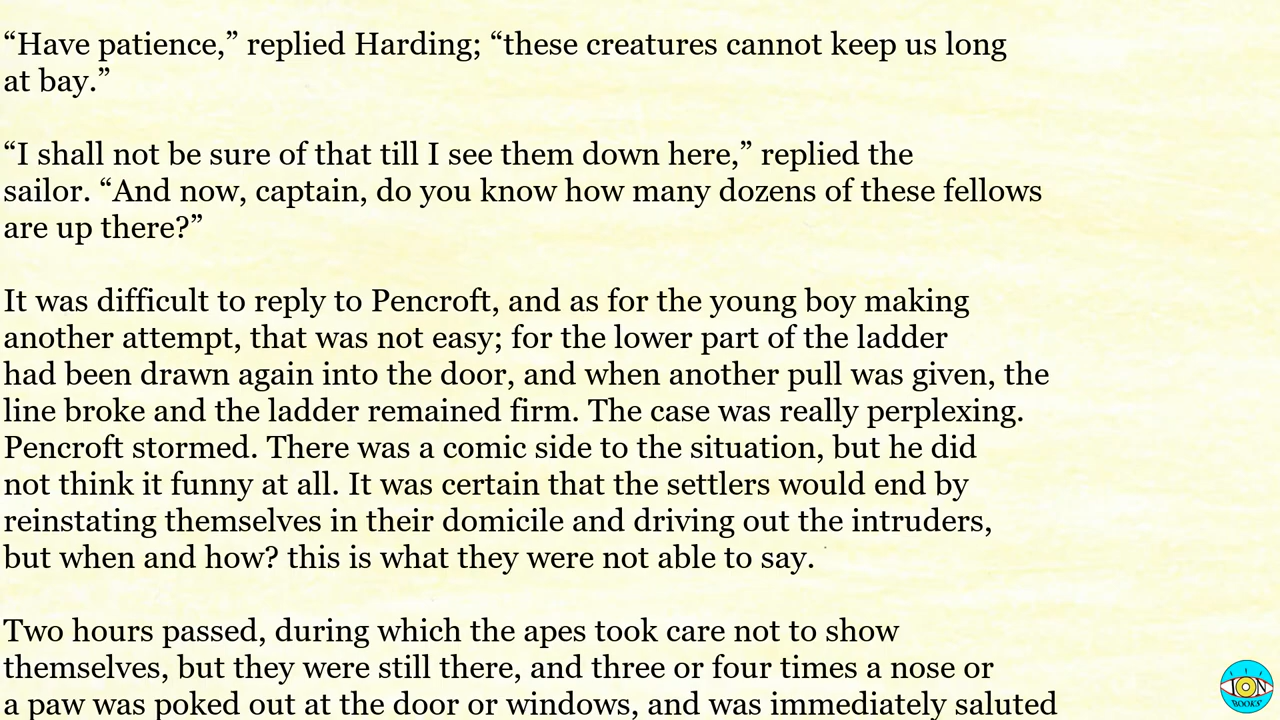 “Have patience,” replied Harding; “these creatures cannot keep us long
at bay.”
“I shall not be sure of that till I see them down here,” replied the
sailor. “And now, captain, do you know how many dozens of these fellows
are up there?”
It was difficult to reply to Pencroft, and as for the young boy making
another attempt, that was not easy; for the lower part of the ladder
had been drawn again into the door, and when another pull was given, the
line broke and the ladder remained firm. The case was really perplexing.
Pencroft stormed. There was a comic side to the situation, but he did
not think it funny at all. It was certain that the settlers would end by
reinstating themselves in their domicile and driving out the intruders,
but when and how? this is what they were not able to say.
Two hours passed, during which the apes took care not to show
themselves, but they were still there, and three or four times a nose or
a paw was poked out at the door or windows, and was immediately saluted
ION
BOOKS